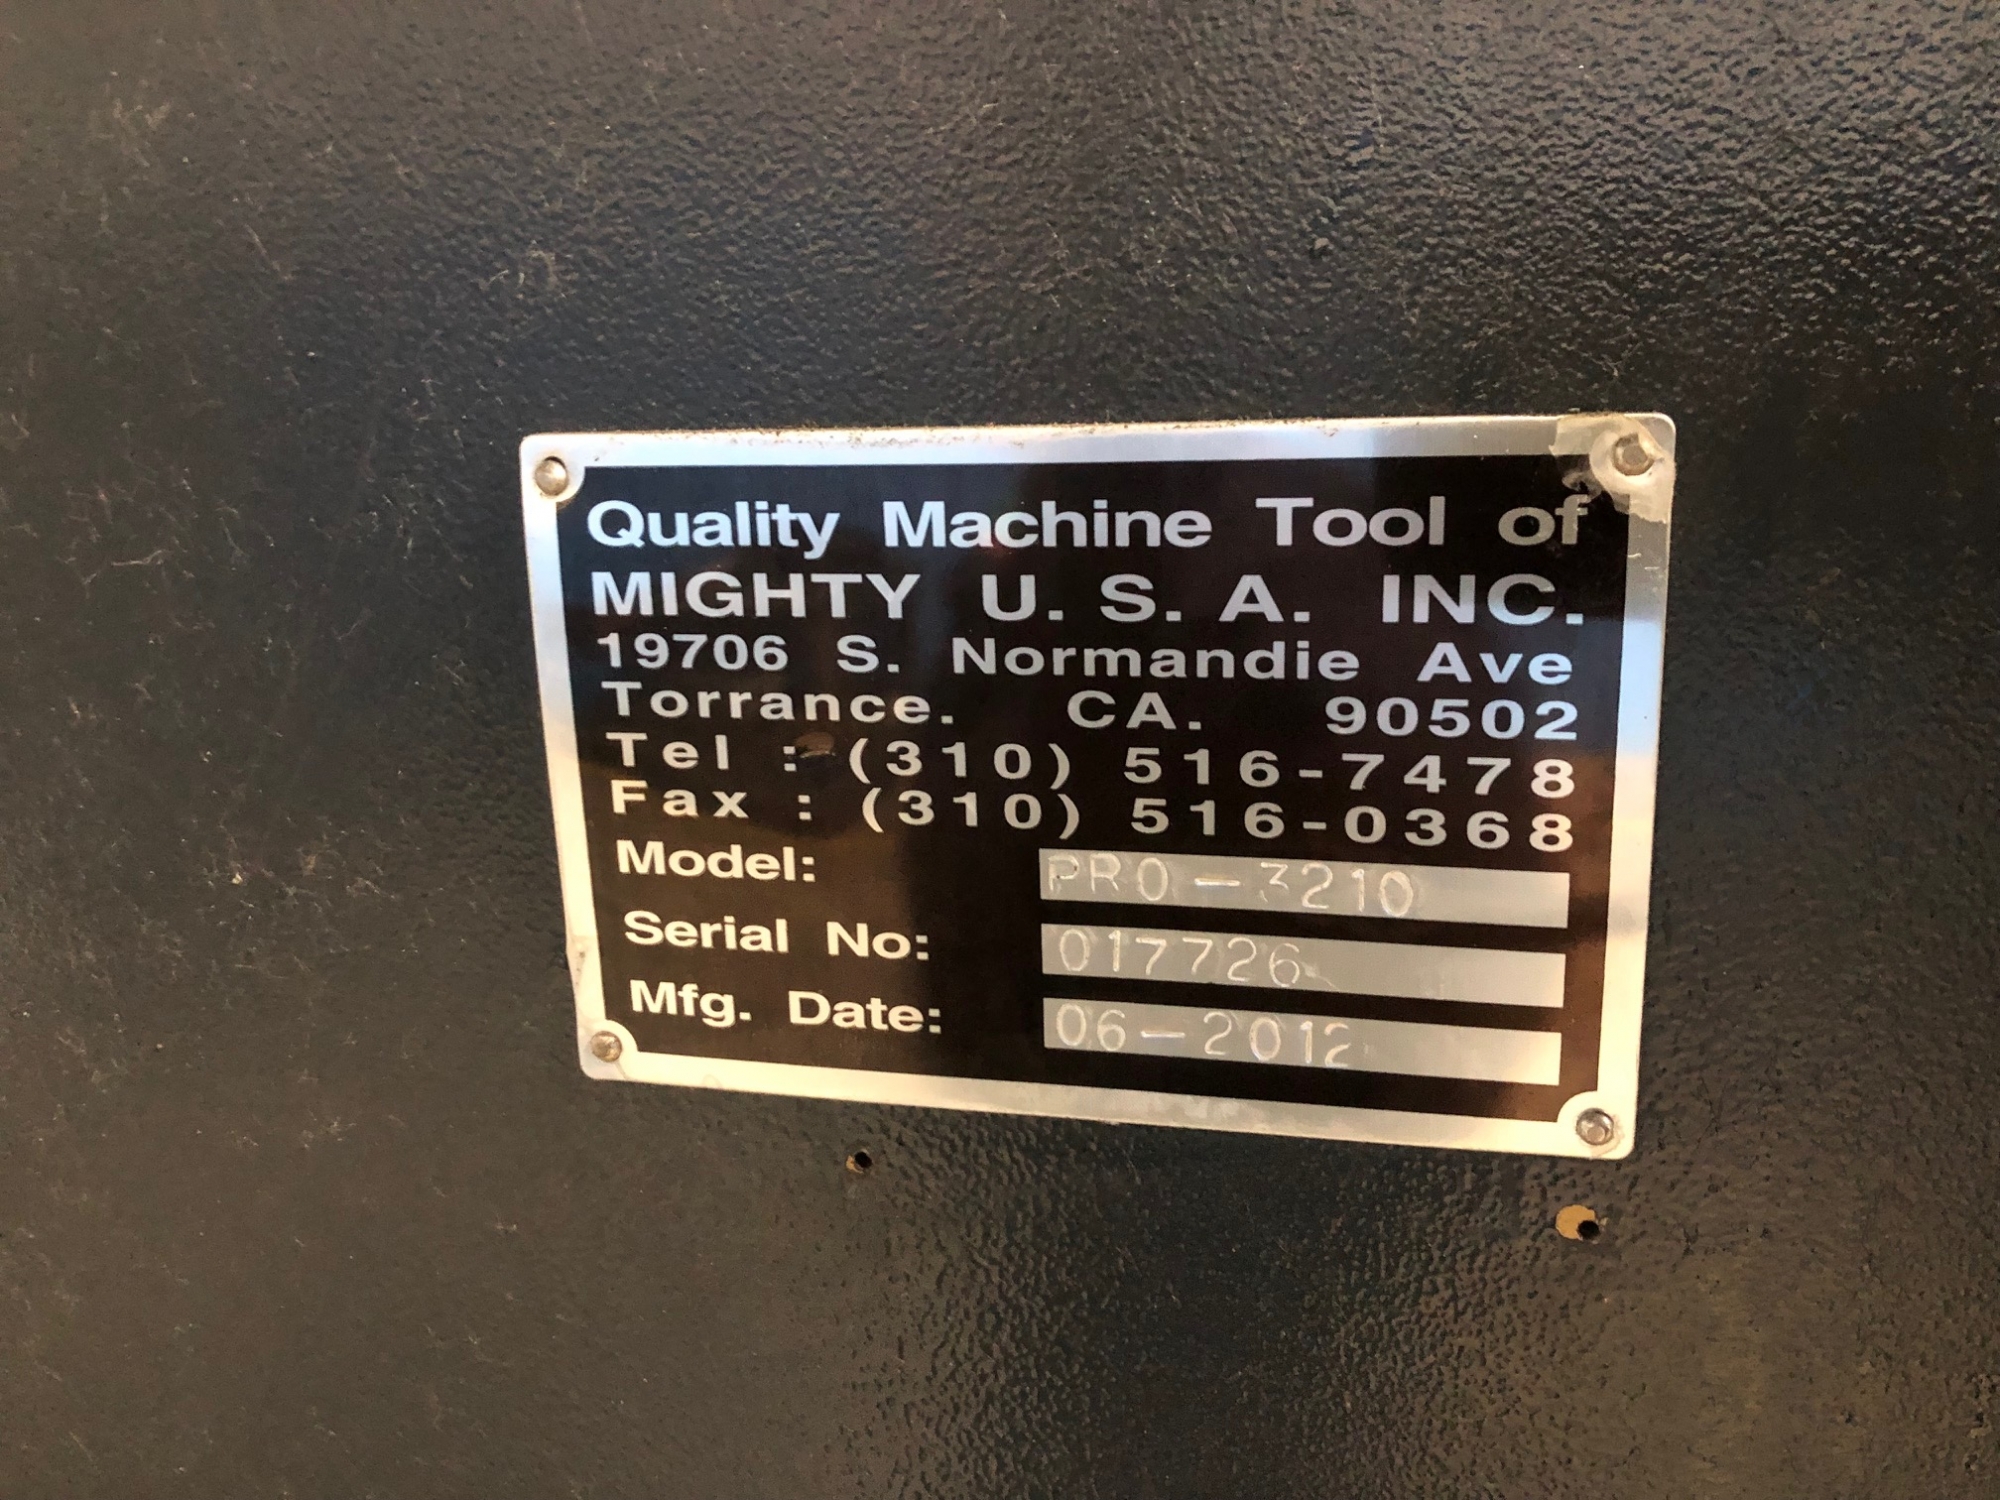 Quality Machine Tool of
MIGHTY U. S. A. INC.
19706 S. Normandie Ave
Torrance. CA. 90502
Tel : (310) 516-7478
Fax : (310) 516-0368
Model: PRO-3210
Serial No: 017726
Mfg. Date: 06-2012